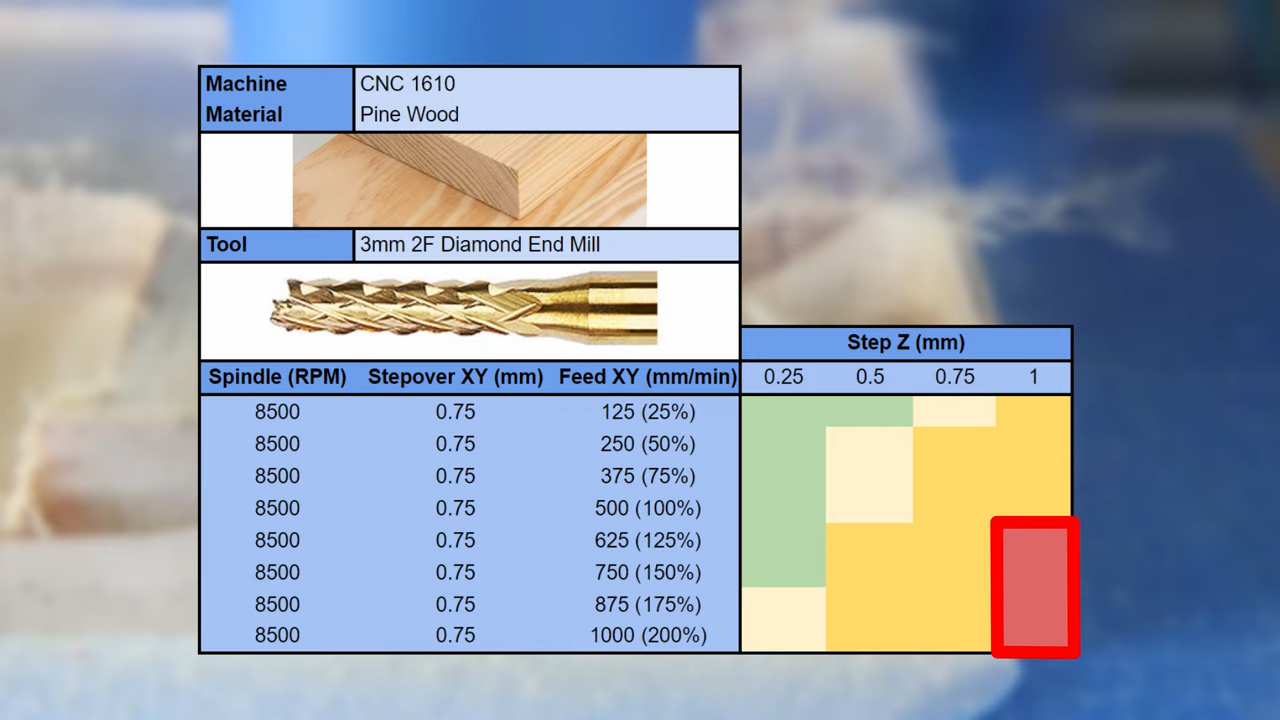 Machine CNC 1610
Material Pine Wood
Tool 3mm 2F Diamond End Mill
Step Z (mm)
Spindle (RPM) Stepover XY (mm) Feed XY (mm/min) 0.25 0.5 0.75 1
8500 0.75 125 (25%)
8500 0.75 250 (50%)
8500 0.75 375 (75%)
8500 0.75 500 (100%)
8500 0.75 625 (125%)
8500 0.75 750 (150%)
8500 0.75 875 (175%)
8500 0.75 1000 (200%)